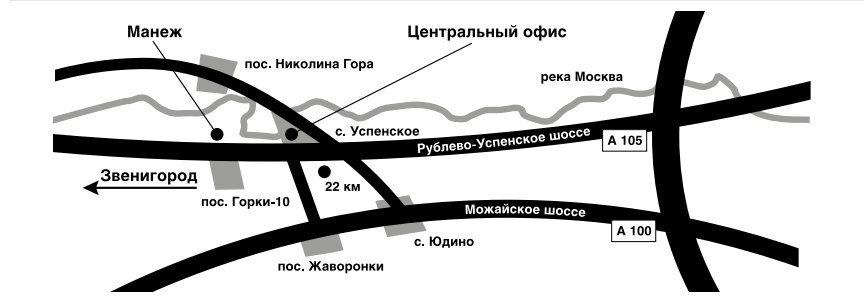 Манеж
Центральный офис
пос. Николина Гора
река Москва
с. Успенское
Рублево-Успенское шоссе
А 105
Звенигород
22 км
пос. Горки-10
Можайское шоссе
А 100
с. Юдино
пос. Жаворонки